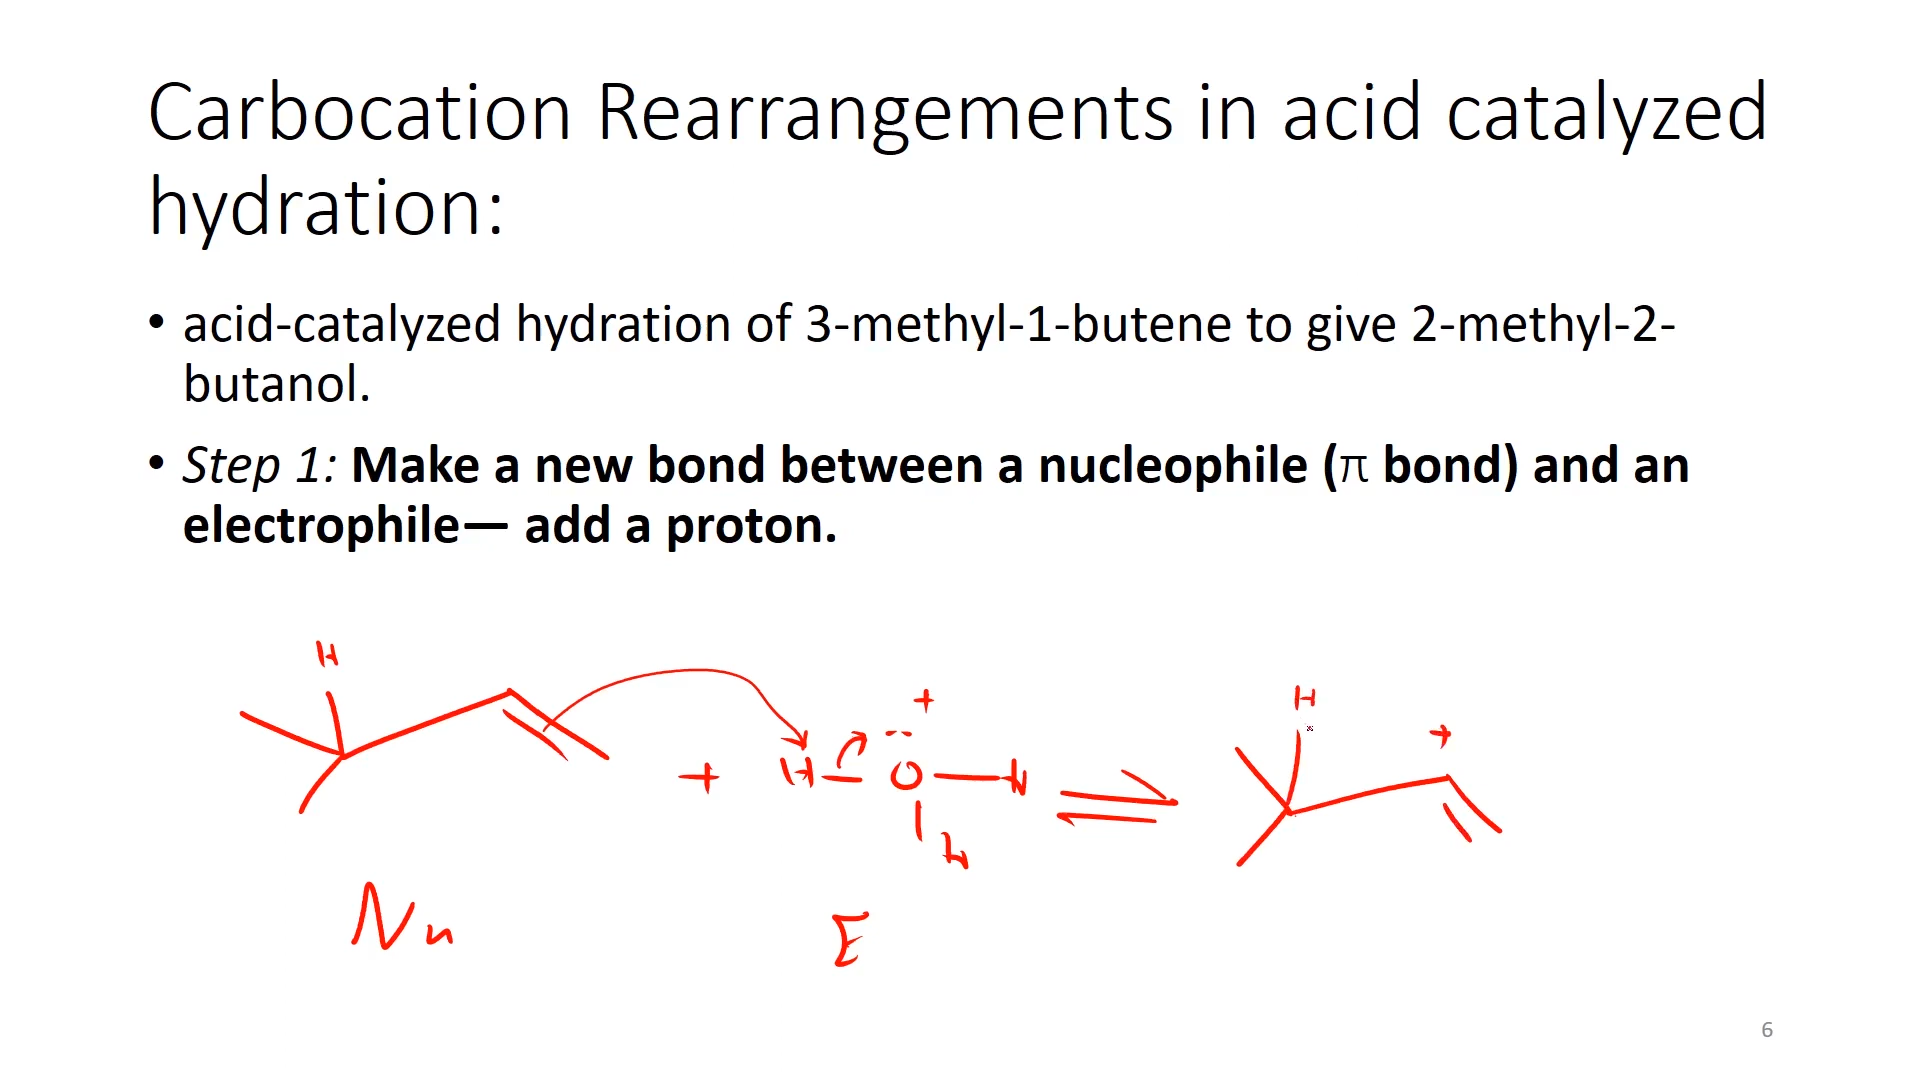 Carbocation Rearrangements in acid catalyzed
hydration:
• acid-catalyzed hydration of 3-methyl-1-butene to give 2-methyl-2-
butanol.
• Step 1: Make a new bond between a nucleophile (π bond) and an
electrophile— add a proton.
H
H
+
+
+ H O H
H
Nu
E
6